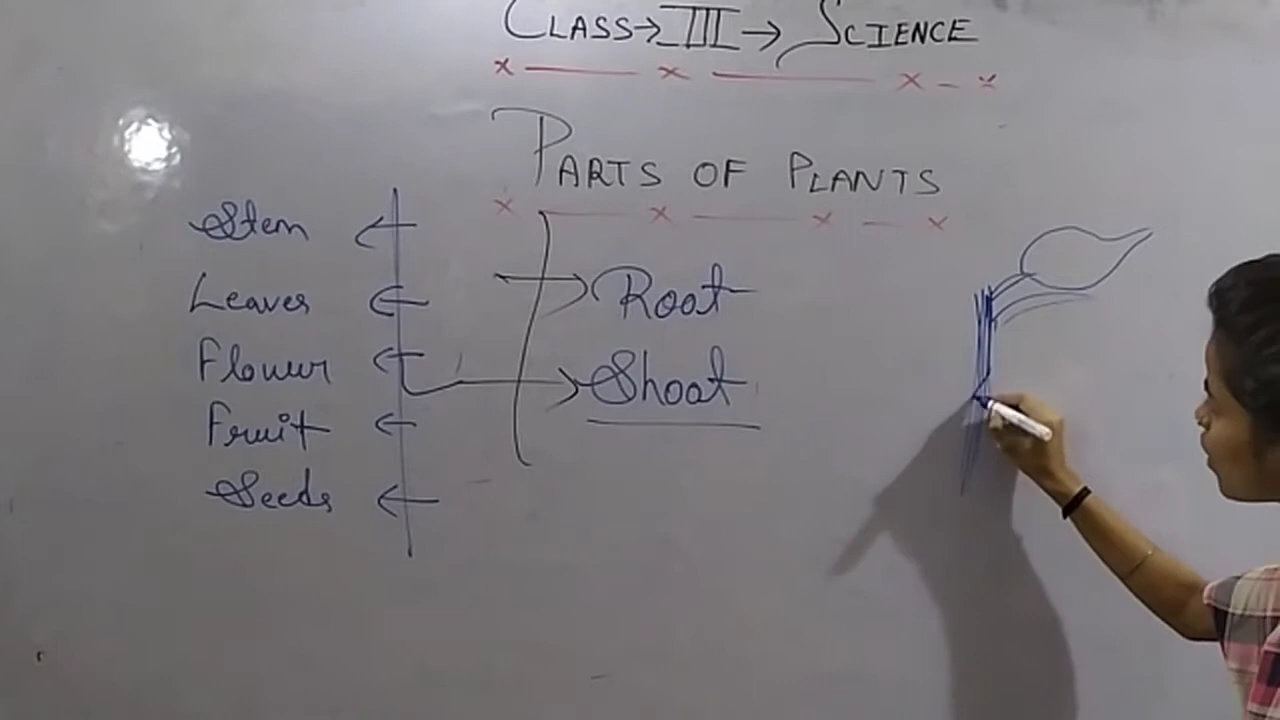 CLASS→III→SCIENCE
PARTS OF PLANTS
Stem
Leaves
Flower
Fruit
Seeds
Root
Shoot